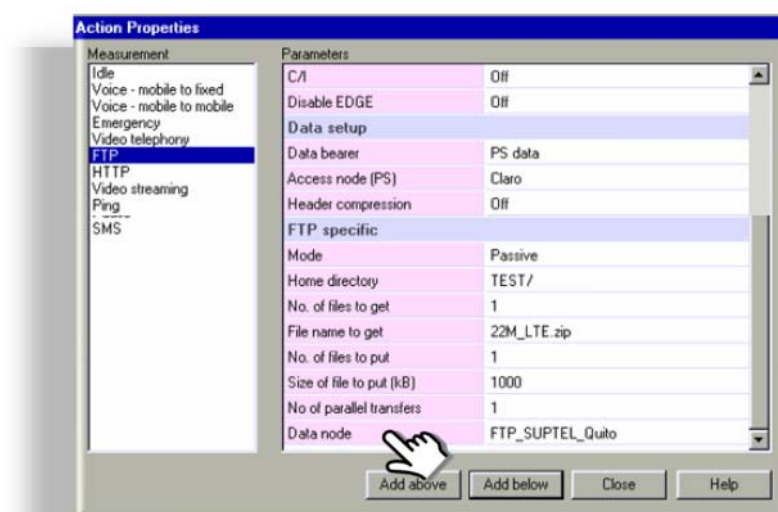 Action Properties
Measurement
Idle
Voice - mobile to fixed
Voice - mobile to mobile
Emergency
Video telephony
FTP
HTTP
Video streaming
Ping
SMS
Parameters
C/I Off
Disable EDGE Off
Data setup
Data bearer PS data
Access node (PS) Claro
Header compression Off
FTP specific
Mode Passive
Home directory TEST/
No. of files to get 1
File name to get 22M_LTE.zip
No. of files to put 1
Size of file to put (kB) 1000
No of parallel transfers 1
Data node FTP_SUPTEL_Quito
Add above Add below Close Help